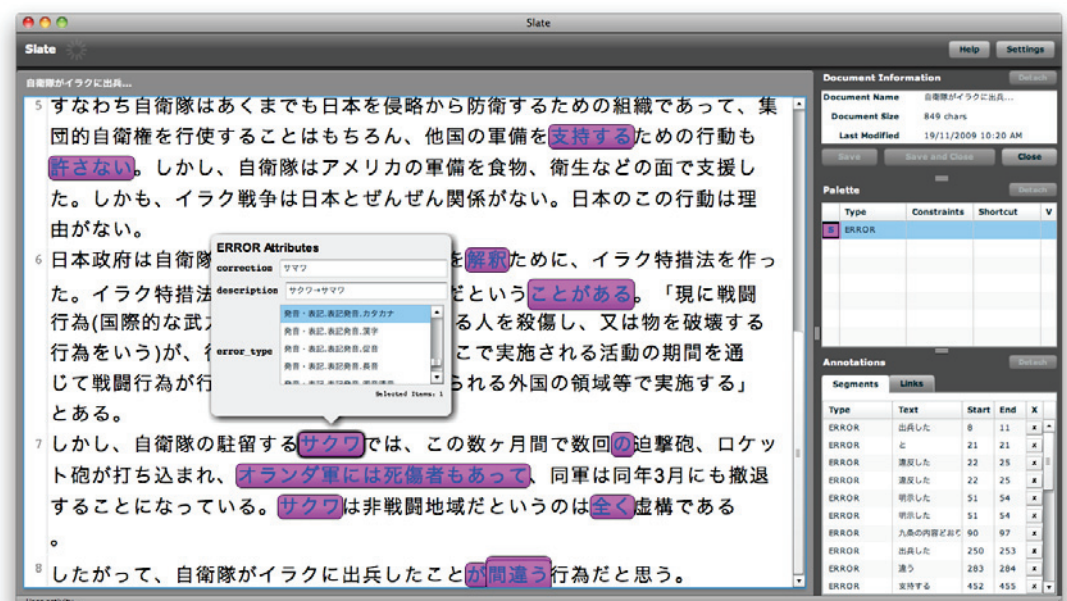 Slate
Slate
Help Settings
自衛隊がイラクに出兵...
5 すなわち自衛隊はあくまでも日本を侵略から防衛するための組織であって、集
団的自衛権を行使することはもちろん、他国の軍備を支持するための行動も
許さない。しかし、自衛隊はアメリカの軍備を食物、衛生などの面で支援し
た。しかも、イラク戦争は日本とぜんぜん関係がない。日本のこの行動は理
由がない。
6 日本政府は自衛隊 を解釈ために、イラク特措法を作っ
た。イラク特措法 だということがある。「現に戦闘
行為(国際的な武 る人を殺傷し、又は物を破壊する
行為をいう)が、 こで実施される活動の期間を通
じて戦闘行為が行 られる外国の領域等で実施する」
とある。
7 しかし、自衛隊の駐留するサクワでは、この数ヶ月間で数回の迫撃砲、ロケッ
ト砲が打ち込まれ、オランダ軍には死傷者もあって、同軍は同年3月にも撤退
することになっている。サクワは非戦闘地域だというのは全く虚構である
。
8 したがって、自衛隊がイラクに出兵したことが間違う行為だと思う。
ERROR Attributes
correction サマワ
description サクワ→サマワ
error_type
発音・表記.表記発音.カタカナ
発音・表記.表記発音.漢字
発音・表記.表記発音.促音
発音・表記.表記発音.長音
Selected Items: 1
Document Information Detach
Document Name 自衛隊がイラクに出兵...
Document Size 849 chars
Last Modified 19/11/2009 10:20 AM
Save Save and Close Close
Palette Detach
Type Constraints Shortcut V
S ERROR
Annotations Detach
Segments Links
Type Text Start End X
ERROR 出兵した 8 11 x
ERROR と 21 21 x
ERROR 違反した 22 25 x
ERROR 違反した 22 25 x
ERROR 明示した 51 54 x
ERROR 明示した 51 54 x
ERROR 九条の内容どおり 90 97 x
ERROR 出兵した 250 253 x
ERROR 違う 283 284 x
ERROR 支持する 452 455 x